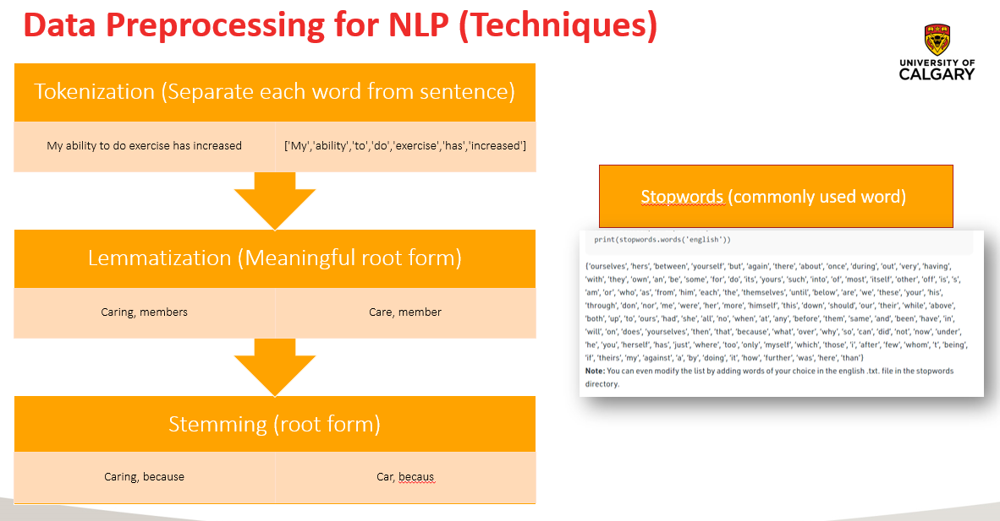 Data Preprocessing for NLP (Techniques)
UNIVERSITY OF
CALGARY
Tokenization (Separate each word from sentence)
My ability to do exercise has increased
['My','ability','to','do','exercise','has','increased']
Lemmatization (Meaningful root form)
Caring, members
Care, member
Stemming (root form)
Caring, because
Car, becaus
Stopwords (commonly used word)
print(stopwords.words('english'))
{'ourselves', 'hers', 'between', 'yourself', 'but', 'again', 'there', 'about', 'once', 'during', 'out', 'very', 'having',
'with', 'they', 'own', 'an', 'be', 'some', 'for', 'do', 'its', 'yours', 'such', 'into', 'of', 'most', 'itself', 'other', 'off', 'is', 's',
'am', 'or', 'who', 'as', 'from', 'him', 'each', 'the', 'themselves', 'until', 'below', 'are', 'we', 'these', 'your', 'his',
'through', 'don', 'nor', 'me', 'were', 'her', 'more', 'himself', 'this', 'down', 'should', 'our', 'their', 'while', 'above',
'both', 'up', 'to', 'ours', 'had', 'she', 'all', 'no', 'when', 'at', 'any', 'before', 'them', 'same', 'and', 'been', 'have', 'in',
'will', 'on', 'does', 'yourselves', 'then', 'that', 'because', 'what', 'over', 'why', 'so', 'can', 'did', 'not', 'now', 'under',
'he', 'you', 'herself', 'has', 'just', 'where', 'too', 'only', 'myself', 'which', 'those', 'i', 'after', 'few', 'whom', 't', 'being',
'if', 'theirs', 'my', 'against', 'a', 'by', 'doing', 'it', 'how', 'further', 'was', 'here', 'than'}
Note: You can even modify the list by adding words of your choice in the english .txt. file in the stopwords
directory.